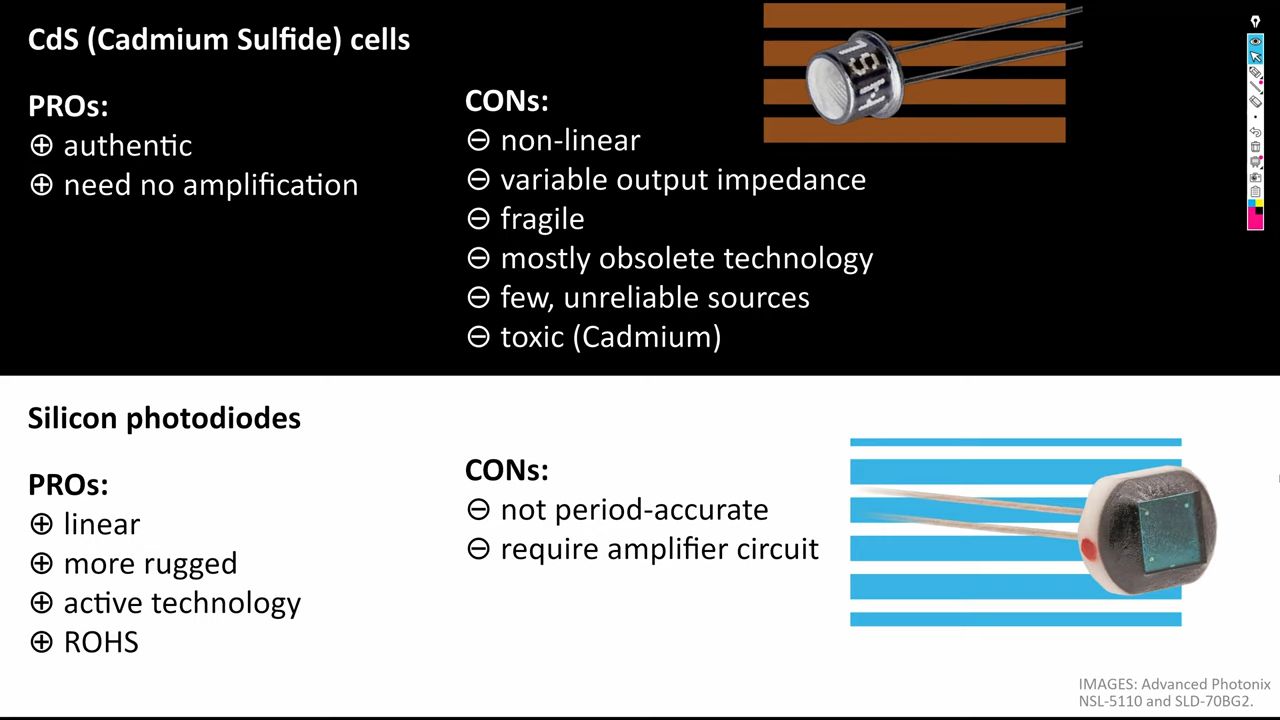 CdS (Cadmium Sulfide) cells
PROs:
⊕ authentic
⊕ need no amplification
CONs:
⊖ non-linear
⊖ variable output impedance
⊖ fragile
⊖ mostly obsolete technology
⊖ few, unreliable sources
⊖ toxic (Cadmium)
Silicon photodiodes
PROs:
⊕ linear
⊕ more rugged
⊕ active technology
⊕ ROHS
CONs:
⊖ not period-accurate
⊖ require amplifier circuit
IMAGES: Advanced Photonix
NSL-5110 and SLD-70BG2.